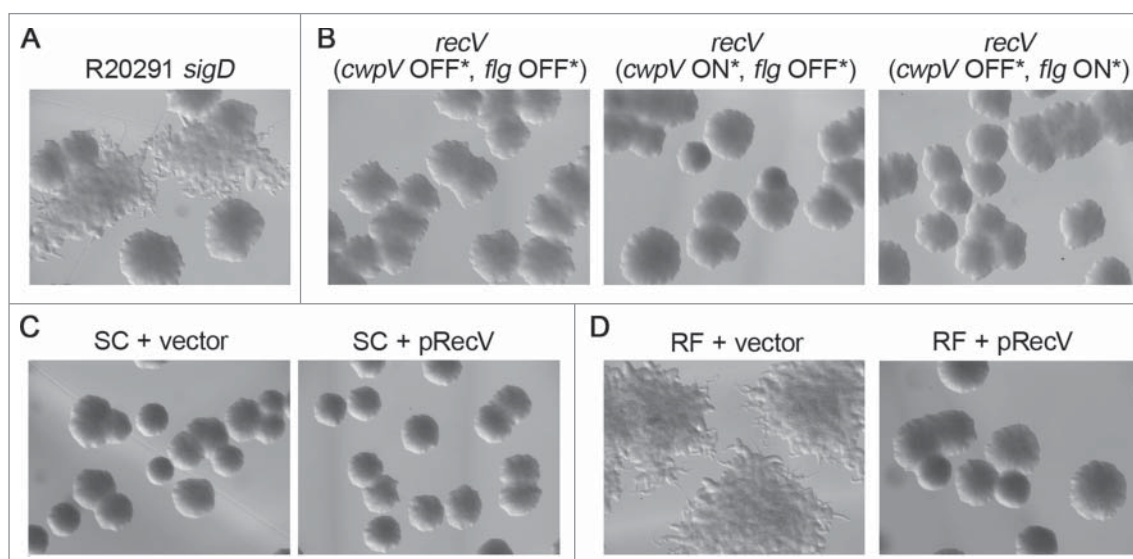 A
R20291 sigD
B
recV
(cwpV OFF*, flg OFF*)
recV
(cwpV ON*, flg OFF*)
recV
(cwpV OFF*, flg ON*)
C
SC + vector
SC + pRecV
D
RF + vector
RF + pRecV